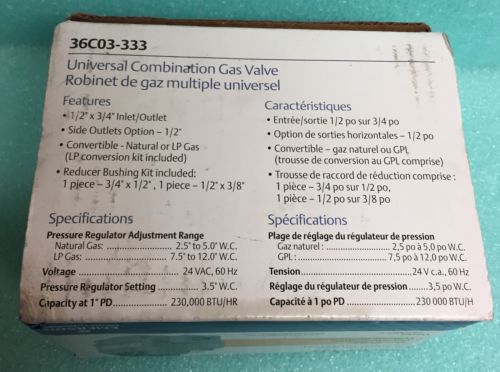 36C03-333
Universal Combination Gas Valve
Robinet de gaz multiple universel
Features
• 1/2" x 3/4" Inlet/Outlet
• Side Outlets Option – 1/2"
• Convertible - Natural or LP Gas
(LP conversion kit included)
• Reducer Bushing Kit included:
1 piece – 3/4" x 1/2" , 1 piece – 1/2" x 3/8"
Caractéristiques
• Entrée/sortie 1/2 po sur 3/4 po
• Option de sorties horizontales – 1/2 po
• Convertible – gaz naturel ou GPL
(trousse de conversion au GPL comprise)
• Trousse de raccord de réduction comprise :
1 pièce – 3/4 po sur 1/2 po,
1 pièce – 1/2 po sur 3/8 po
Specifications
Pressure Regulator Adjustment Range
Natural Gas: ........................ 2.5" to 5.0" W.C.
LP Gas: ............................ 7.5" to 12.0" W.C.
Voltage ................................ 24 VAC, 60 Hz
Pressure Regulator Setting ............... 3.5" W.C.
Capacity at 1" PD .................. 230,000 BTU/HR
Spécifications
Plage de réglage du régulateur de pression
Gaz naturel : .................. 2,5 po à 5,0 po W.C.
GPL : ........................ 7,5 po à 12,0 po W.C.
Tension ............................ 24 V c.a., 60 Hz
Réglage du régulateur de pression ....... 3,5 po W.C.
Capacité à 1 po PD .................. 230 000 BTU/H